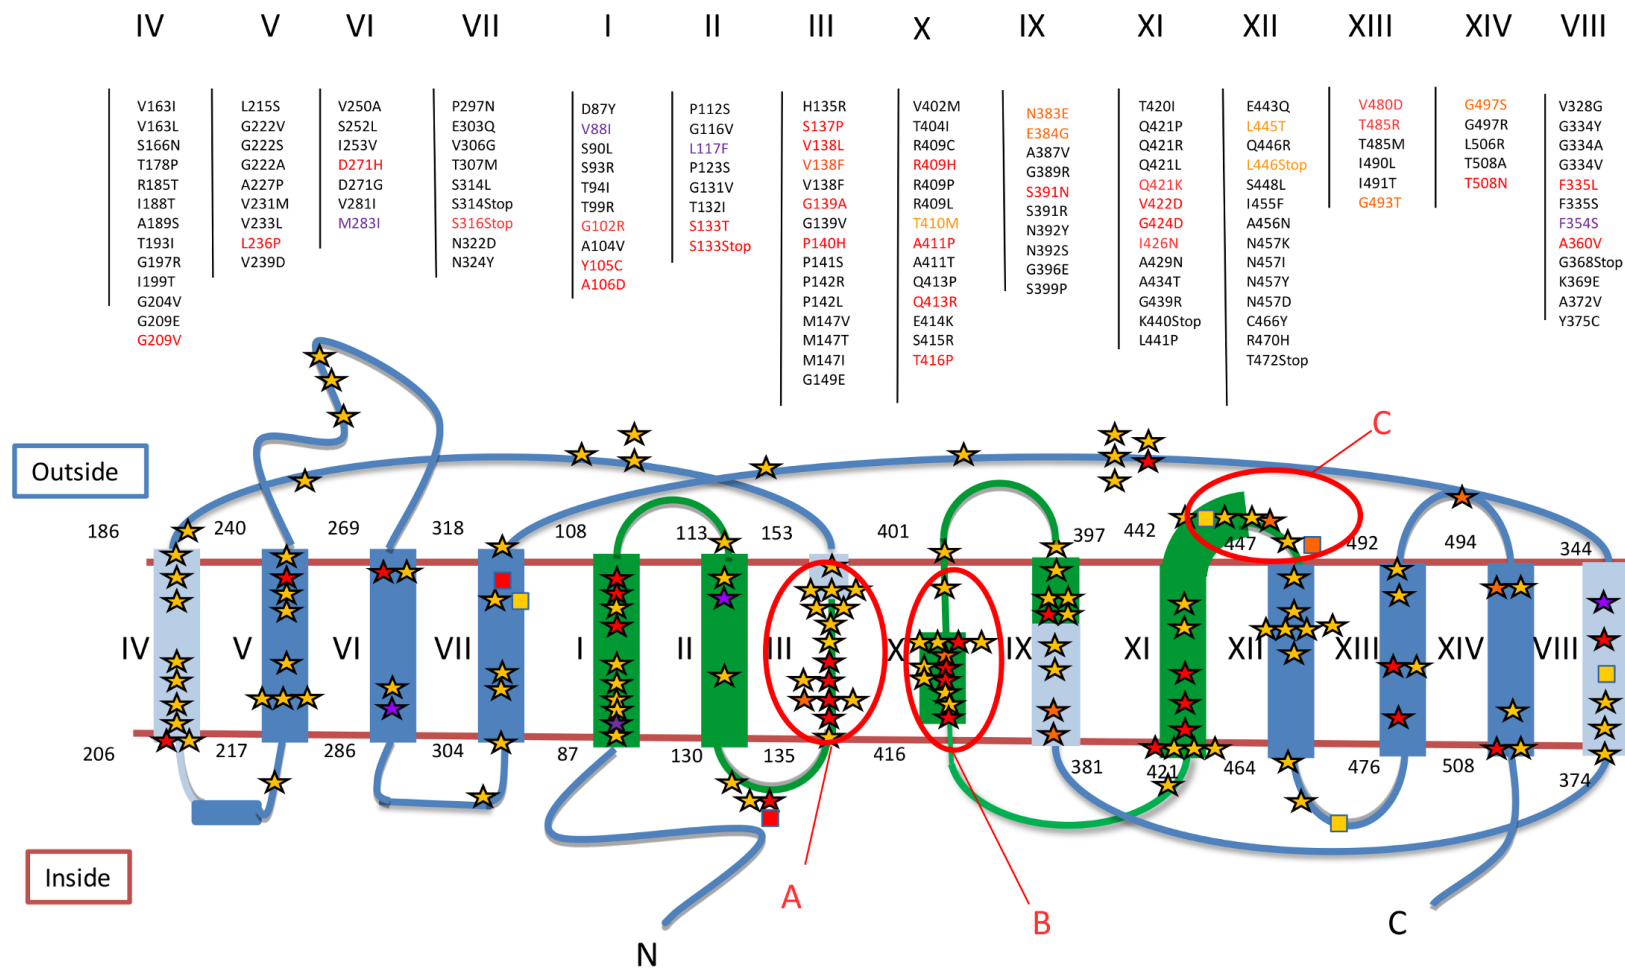 IV V VI VII I II III X IX XI XII XIII XIV VIII
V163I
V163L
S166N
T178P
R185T
I188T
A189S
T193I
G197R
I199T
G204V
G209E
G209V
L215S
G222V
G222S
G222A
A227P
V231M
V233L
L236P
V239D
V250A
S252L
I253V
D271H
D271G
V281I
M283I
P297N
E303Q
V306G
T307M
S314L
S314Stop
S316Stop
N322D
N324Y
D87Y
V88I
S90L
S93R
T94I
T99R
G102R
A104V
Y105C
A106D
P112S
G116V
L117F
P123S
G131V
T132I
S133T
S133Stop
H135R
S137P
V138L
V138F
V138F
G139A
G139V
P140H
P141S
P142R
P142L
M147V
M147T
M147I
G149E
V402M
T404I
R409C
R409H
R409P
R409L
T410M
A411P
A411T
Q413P
Q413R
E414K
S415R
T416P
N383E
E384G
A387V
G389R
S391N
S391R
N392Y
N392S
G396E
S399P
T420I
Q421P
Q421R
Q421L
Q421K
V422D
G424D
I426N
A429N
A434T
G439R
K440Stop
L441P
E443Q
L445T
Q446R
L446Stop
S448L
I455F
A456N
N457K
N457I
N457Y
N457D
C466Y
R470H
T472Stop
V480D
T485R
T485M
I490L
I491T
G493T
G497S
G497R
L506R
T508A
T508N
V328G
G334Y
G334A
G334V
F335L
F335S
F354S
A360V
G368Stop
K369E
A372V
Y375C
C
Outside
186 240 269 318 108 113 153 401 397 442 447 492 494 344
IV V VI VII I II III X IX XI XII XIII XIV VIII
206 217 286 304 87 130 135 416 381 421 464 476 508 374
Inside
A
B
C
N